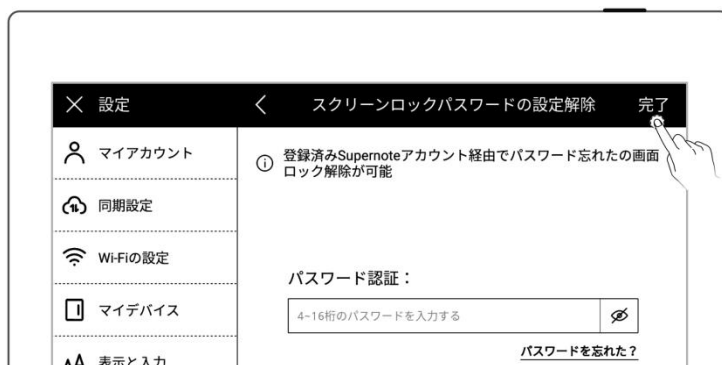 設定
スクリーンロックパスワードの設定解除
完了
マイアカウント
同期設定
Wi-Fiの設定
マイデバイス
表示と入力
登録済みSupernoteアカウント経由でパスワード忘れたの画面
ロック解除が可能
パスワード認証：
4~16桁のパスワードを入力する
パスワードを忘れた？